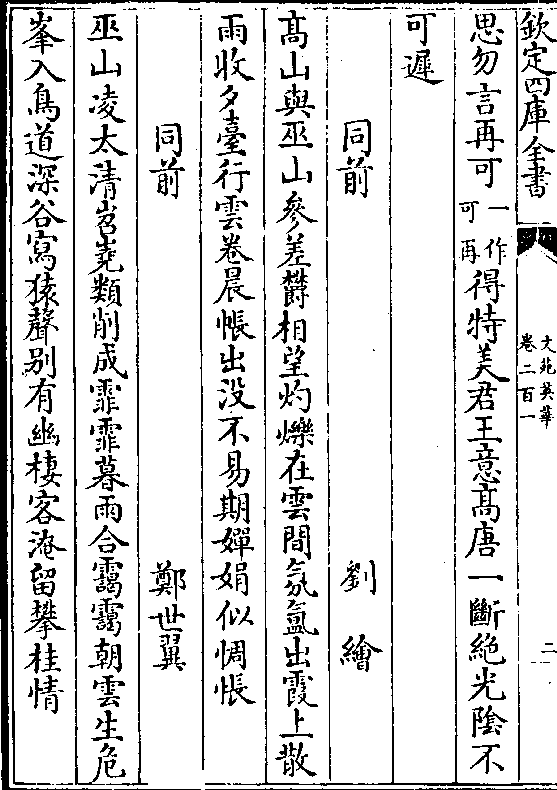 欽定四庫全書
文苑英華
卷二百一
二
思勿言再可一作可再得特美君王意髙唐一斷絶光陰不
可遲
同前 劉繪
髙山與巫山參差欝相望灼爍在雲間氛氳出霞上散
雨收夕臺行雲卷晨帳出没不易期嬋娟似惆悵
同前 鄭世翼
巫山凌太清岧嶤類削成霏霏暮雨合靄靄朝雲生危
峯入鳥道深谷寫猿聲别有幽棲客淹留攀桂情